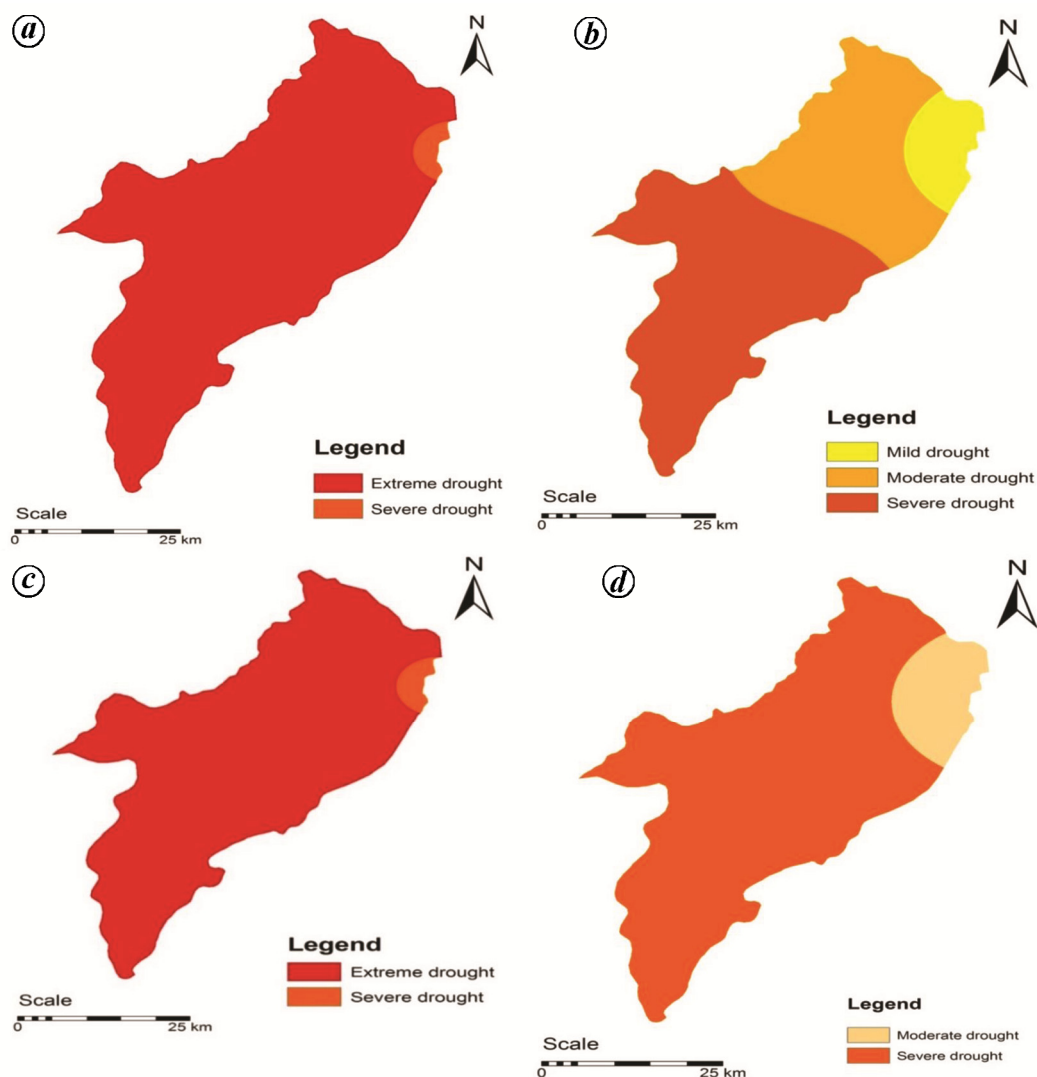 a
N
Legend
Extreme drought
Severe drought
Scale
0 25 km
b
N
Legend
Mild drought
Moderate drought
Severe drought
Scale
0 25 km
c
N
Legend
Extreme drought
Severe drought
Scale
0 25 km
d
N
Legend
Moderate drought
Severe drought
Scale
0 25 km